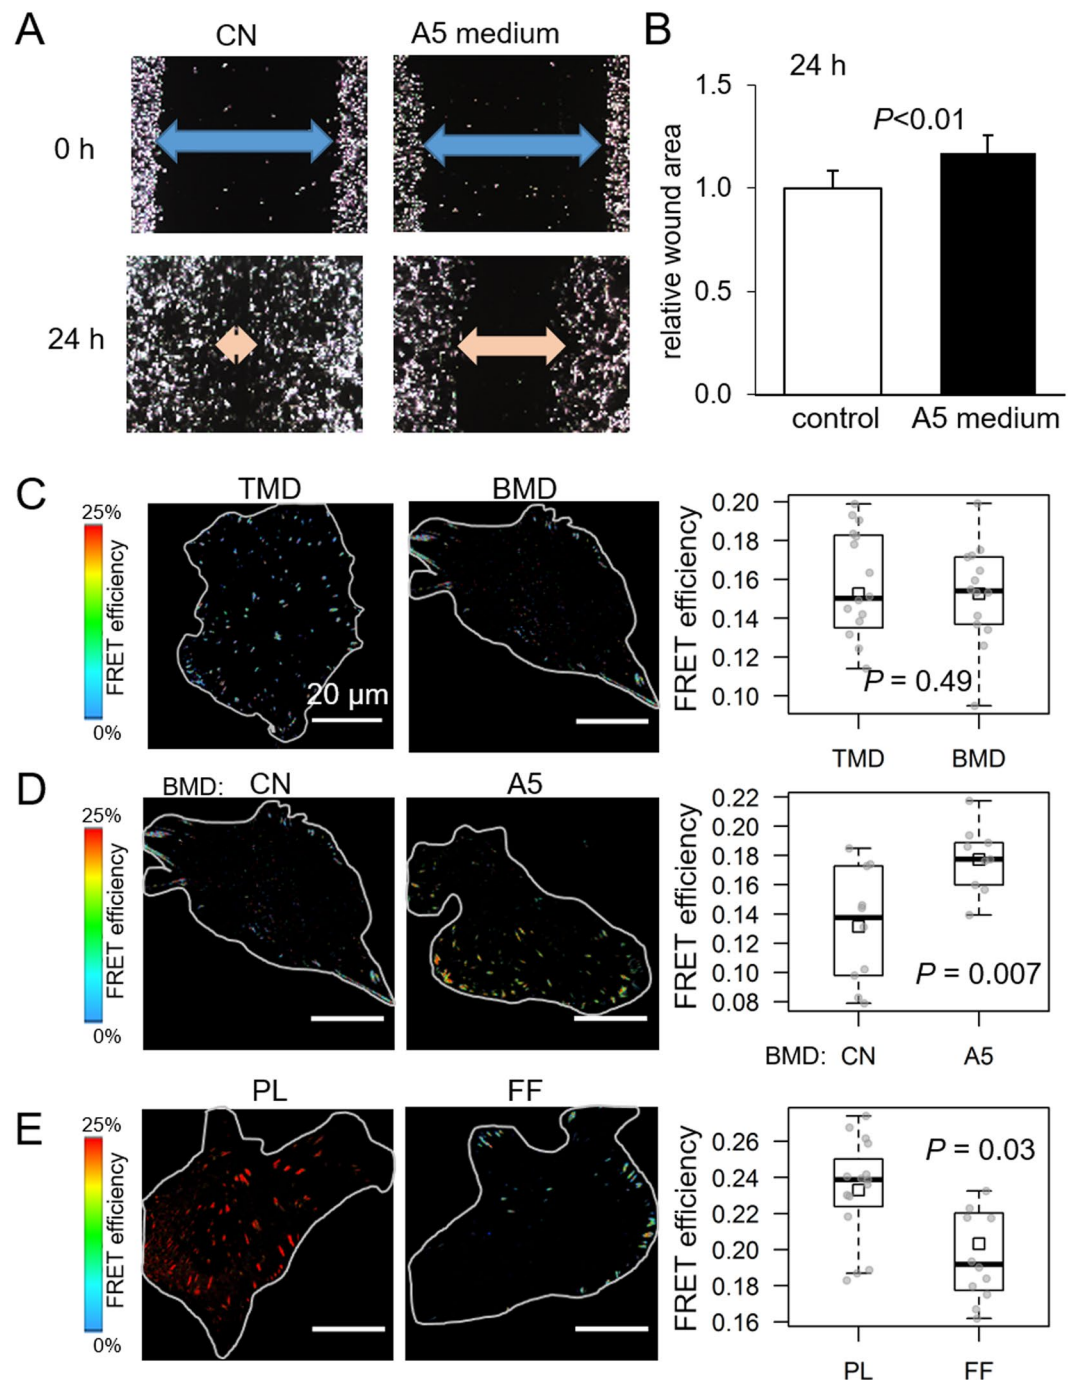 A
CN
A5 medium
0 h
24 h
B
24 h
P<0.01
relative wound area
1.5
1.0
0.5
0.0
control
A5 medium
C
TMD
BMD
25%
FRET efficiency
0%
20 µm
FRET efficiency
0.20
0.18
0.16
0.14
0.12
0.10
P = 0.49
TMD
BMD
D
BMD: CN
A5
25%
FRET efficiency
0%
FRET efficiency
0.22
0.20
0.18
0.16
0.14
0.12
0.10
0.08
P = 0.007
BMD: CN
A5
E
PL
FF
25%
FRET efficiency
0%
FRET efficiency
0.26
0.24
0.22
0.20
0.18
0.16
P = 0.03
PL
FF